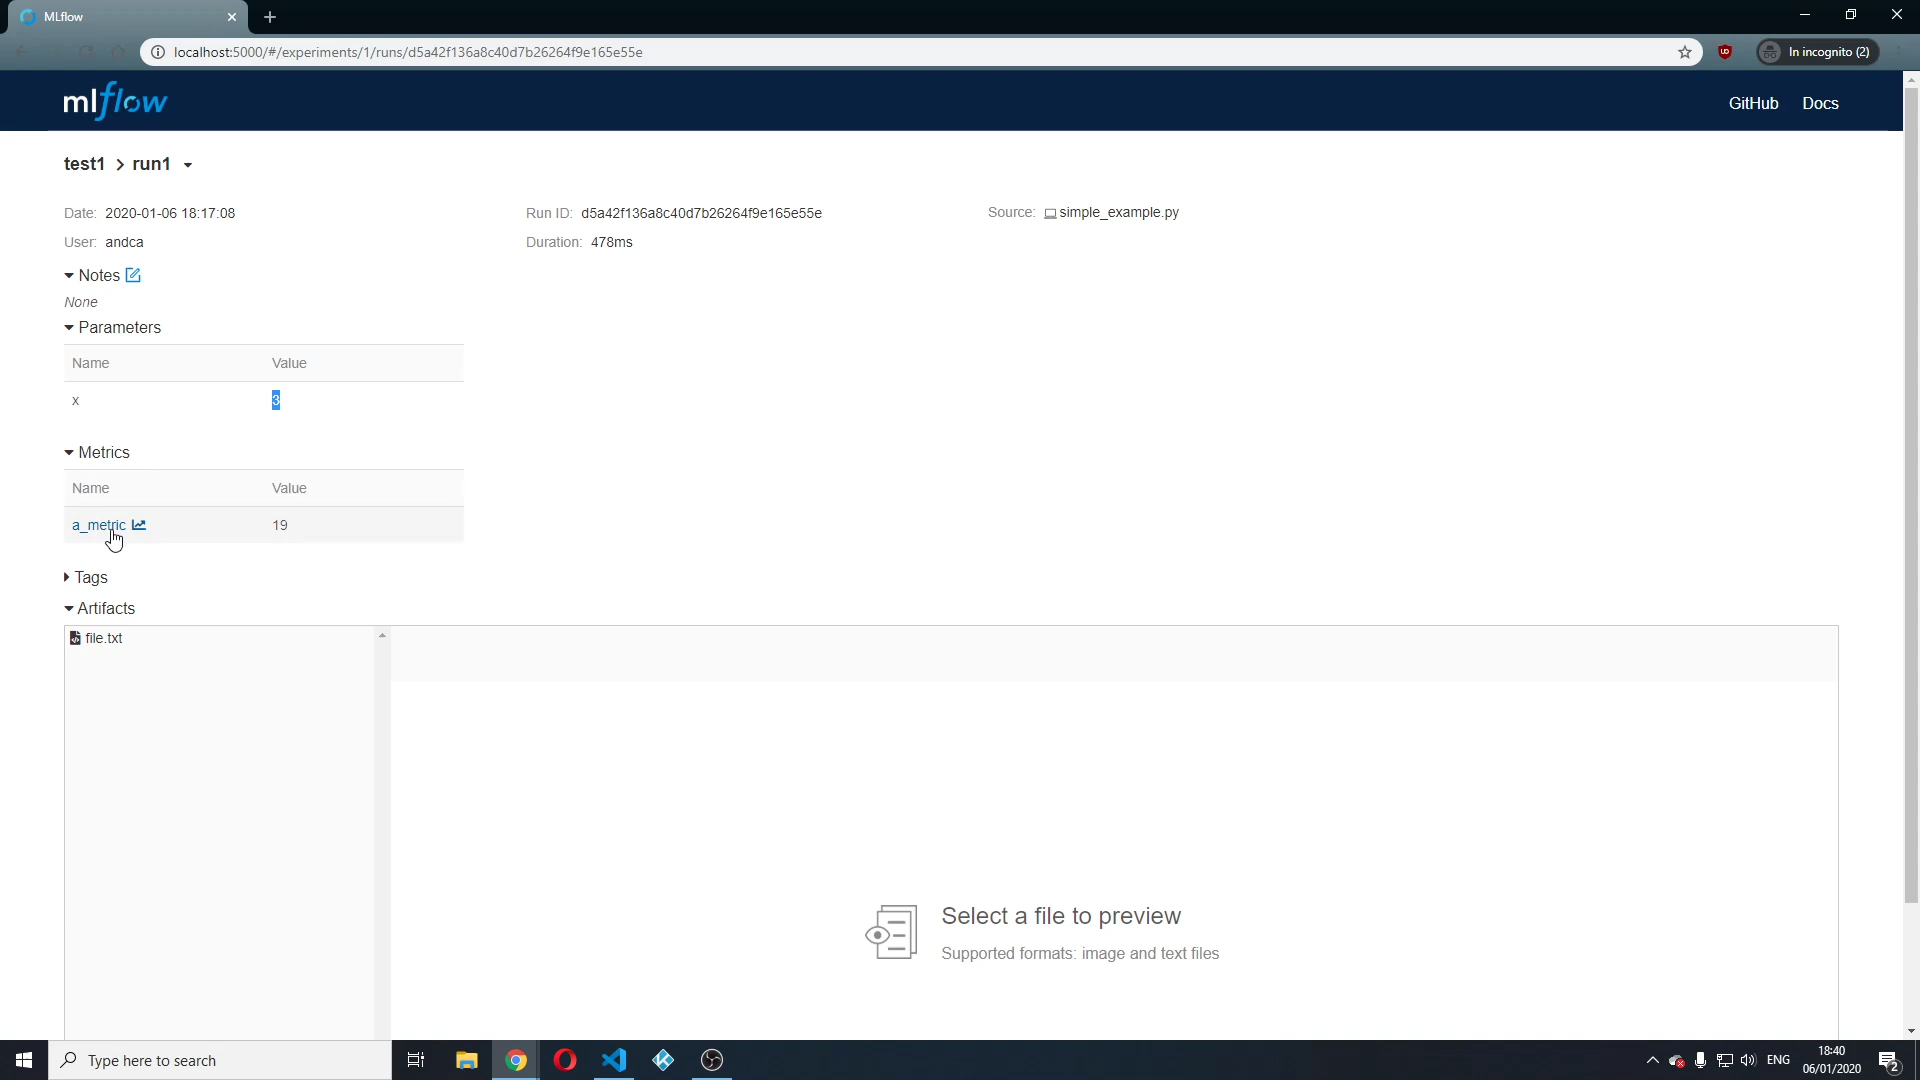 MLflow
localhost:5000/#/experiments/1/runs/d5a42f136a8c40d7b26264f9e165e55e
In incognito (2)
mlflow
GitHub Docs
test1 > run1
Date: 2020-01-06 18:17:08
Run ID: d5a42f136a8c40d7b26264f9e165e55e
Source: simple_example.py
User: andca
Duration: 478ms
Notes
None
Parameters
Name Value
x 3
Metrics
Name Value
a_metric 19
Tags
Artifacts
file.txt
Select a file to preview
Supported formats: image and text files
Type here to search
ENG
18:40
06/01/2020
2